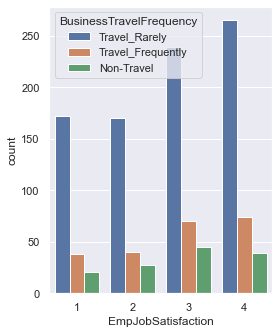 BusinessTravelFrequency
Travel_Rarely
Travel_Frequently
Non-Travel
250
200
150
100
50
0
count
1 2 3 4
EmpJobSatisfaction